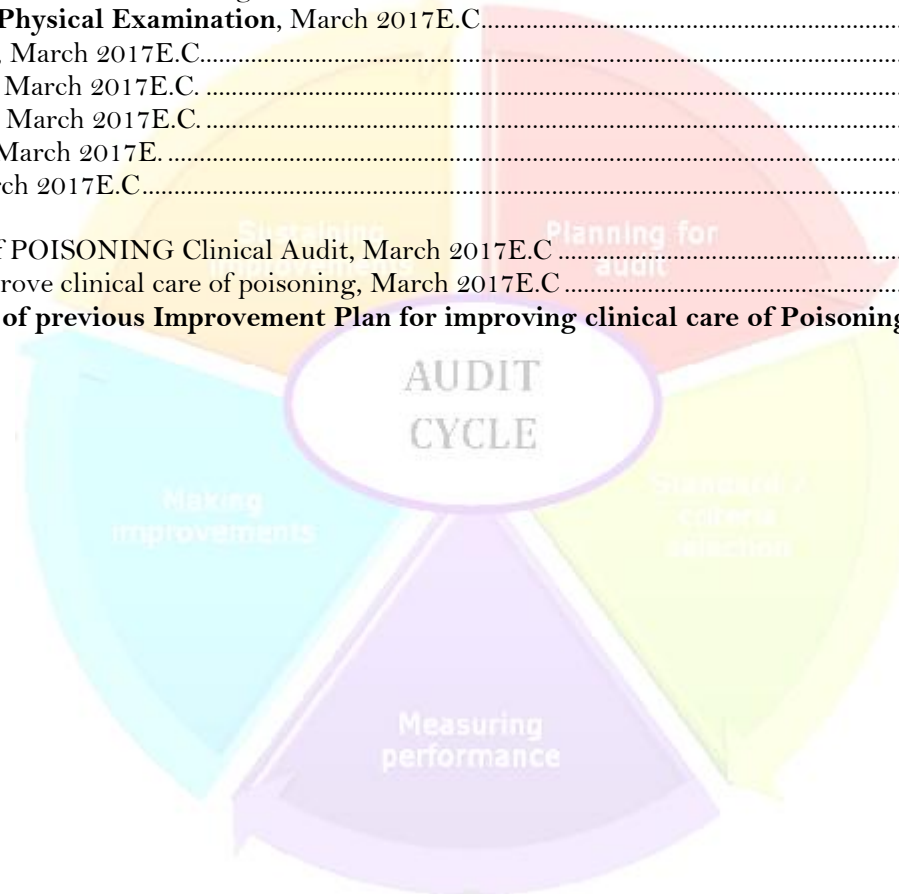 Physical Examination, March 2017E.C
, March 2017E.C
March 2017E.C.
March 2017E.C.
March 2017E.
rch 2017E.C
f POISONING Clinical Audit, March 2017E.C
rove clinical care of poisoning, March 2017E.C
of previous Improvement Plan for improving clinical care of Poisoning
Sustaining
improvements
Planning for
audit
AUDIT
CYCLE
Making
improvements
Standard /
criteria
selection
Measuring
performance